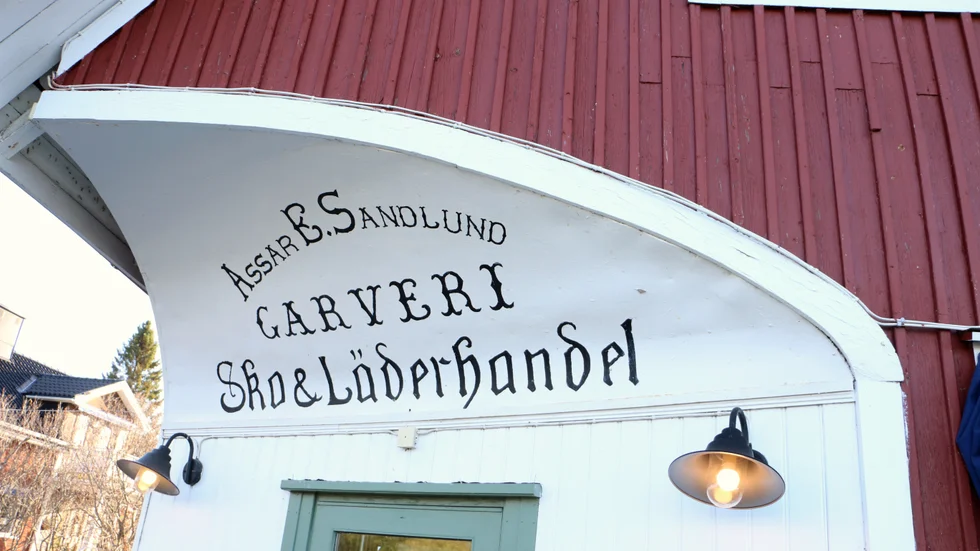 Assar E. Sandlund
GARVERI
Sko & Läderhandel